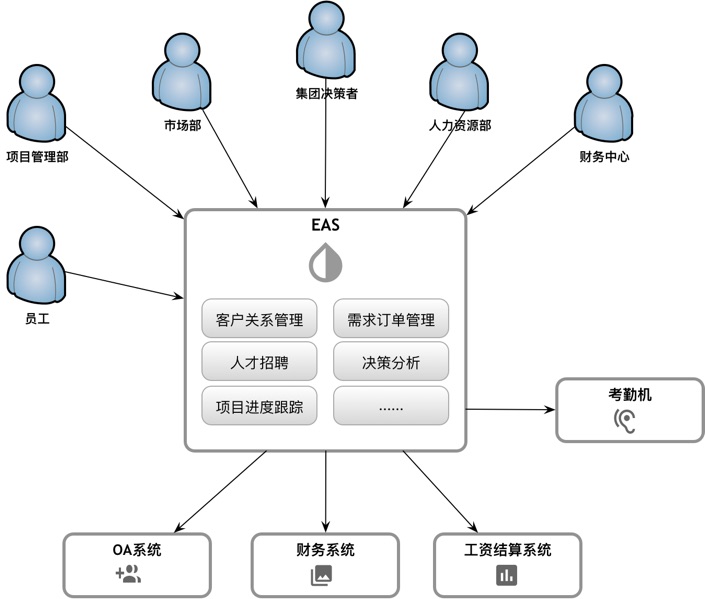 集团决策者
市场部
人力资源部
项目管理部
财务中心
员工
EAS
客户关系管理
需求订单管理
人才招聘
决策分析
项目进度跟踪
......
考勤机
OA系统
财务系统
工资结算系统